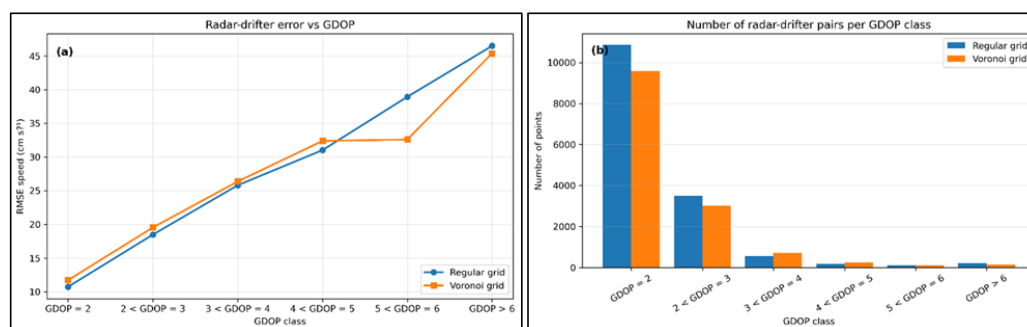 Radar-drifter error vs GDOP
(a)
RMSE speed (cm s?¹)
45
40
35
30
25
20
15
10
Regular grid
Voronoi grid
GDOP = 2
2 < GDOP = 3
3 < GDOP = 4
4 < GDOP = 5
5 < GDOP = 6
GDOP > 6
GDOP class
Number of radar-drifter pairs per GDOP class
(b)
Regular grid
Voronoi grid
Number of points
10000
8000
6000
4000
2000
0
GDOP = 2
2 < GDOP = 3
3 < GDOP = 4
4 < GDOP = 5
5 < GDOP = 6
GDOP > 6
GDOP class